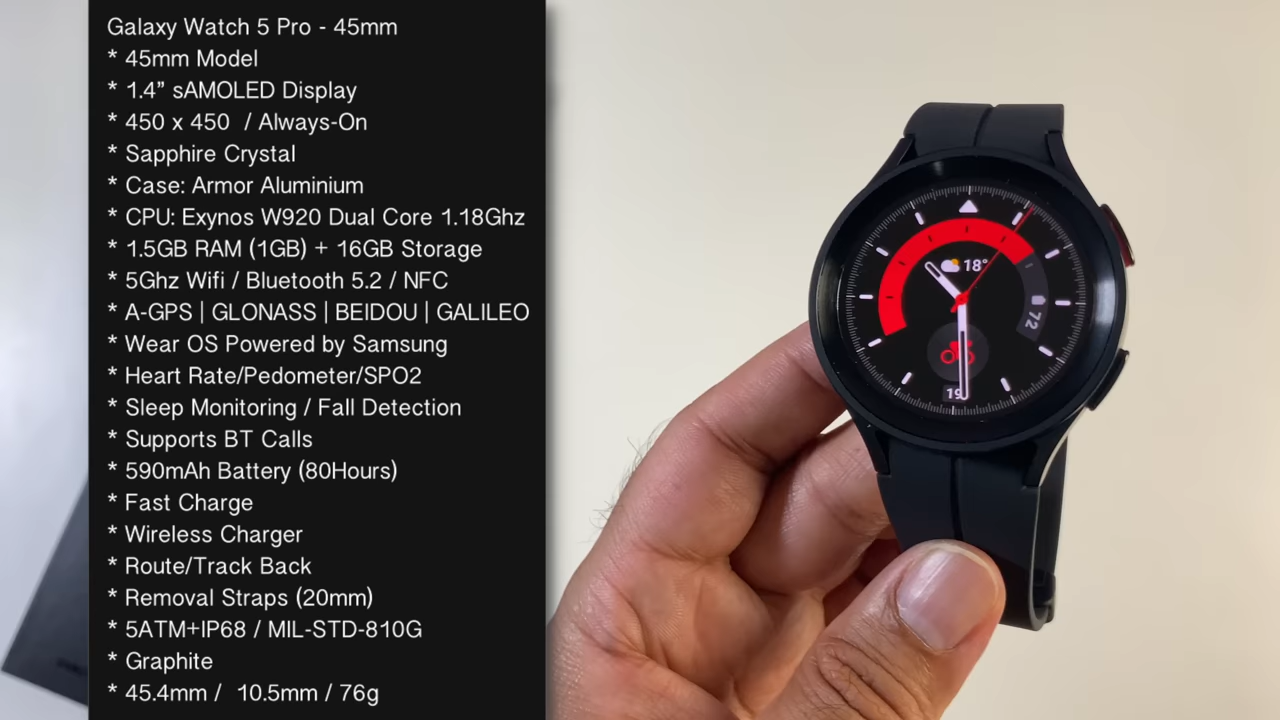 Galaxy Watch 5 Pro - 45mm
* 45mm Model
* 1.4” sAMOLED Display
* 450 x 450 / Always-On
* Sapphire Crystal
* Case: Armor Aluminium
* CPU: Exynos W920 Dual Core 1.18Ghz
* 1.5GB RAM (1GB) + 16GB Storage
* 5Ghz Wifi / Bluetooth 5.2 / NFC
* A-GPS | GLONASS | BEIDOU | GALILEO
* Wear OS Powered by Samsung
* Heart Rate/Pedometer/SPO2
* Sleep Monitoring / Fall Detection
* Supports BT Calls
* 590mAh Battery (80Hours)
* Fast Charge
* Wireless Charger
* Route/Track Back
* Removal Straps (20mm)
* 5ATM+IP68 / MIL-STD-810G
* Graphite
* 45.4mm / 10.5mm / 76g
18°
72
19